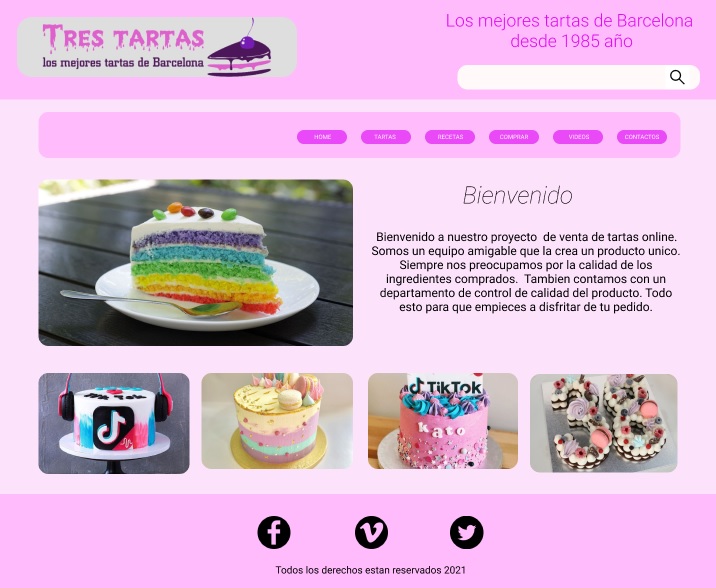 Tres tartas
los mejores tartas de Barcelona
Los mejores tartas de Barcelona
desde 1985 año
HOME
TARTAS
RECETAS
COMPRAR
VIDEOS
CONTACTOS
Bienvenido
Bienvenido a nuestro proyecto de venta de tartas online.
Somos un equipo amigable que la crea un producto unico.
Siempre nos preocupamos por la calidad de los
ingredientes comprados. Tambien contamos con un
departamento de control de calidad del producto. Todo
esto para que empieces a disfritar de tu pedido.
TikTok
kato
Todos los derechos estan reservados 2021